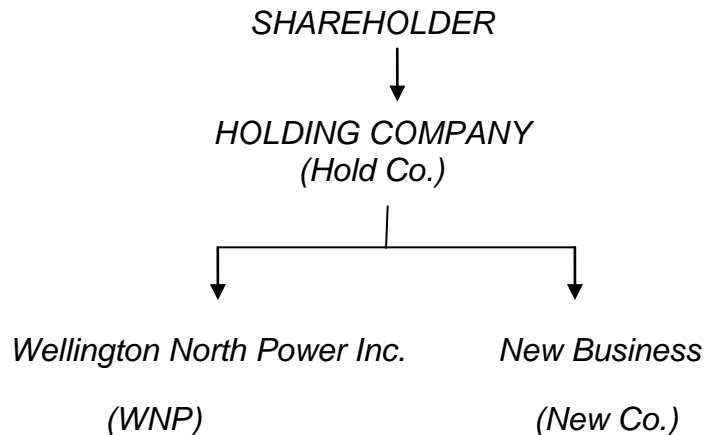 SHAREHOLDER
HOLDING COMPANY
(Hold Co.)
Wellington North Power Inc. New Business
(WNP) (New Co.)